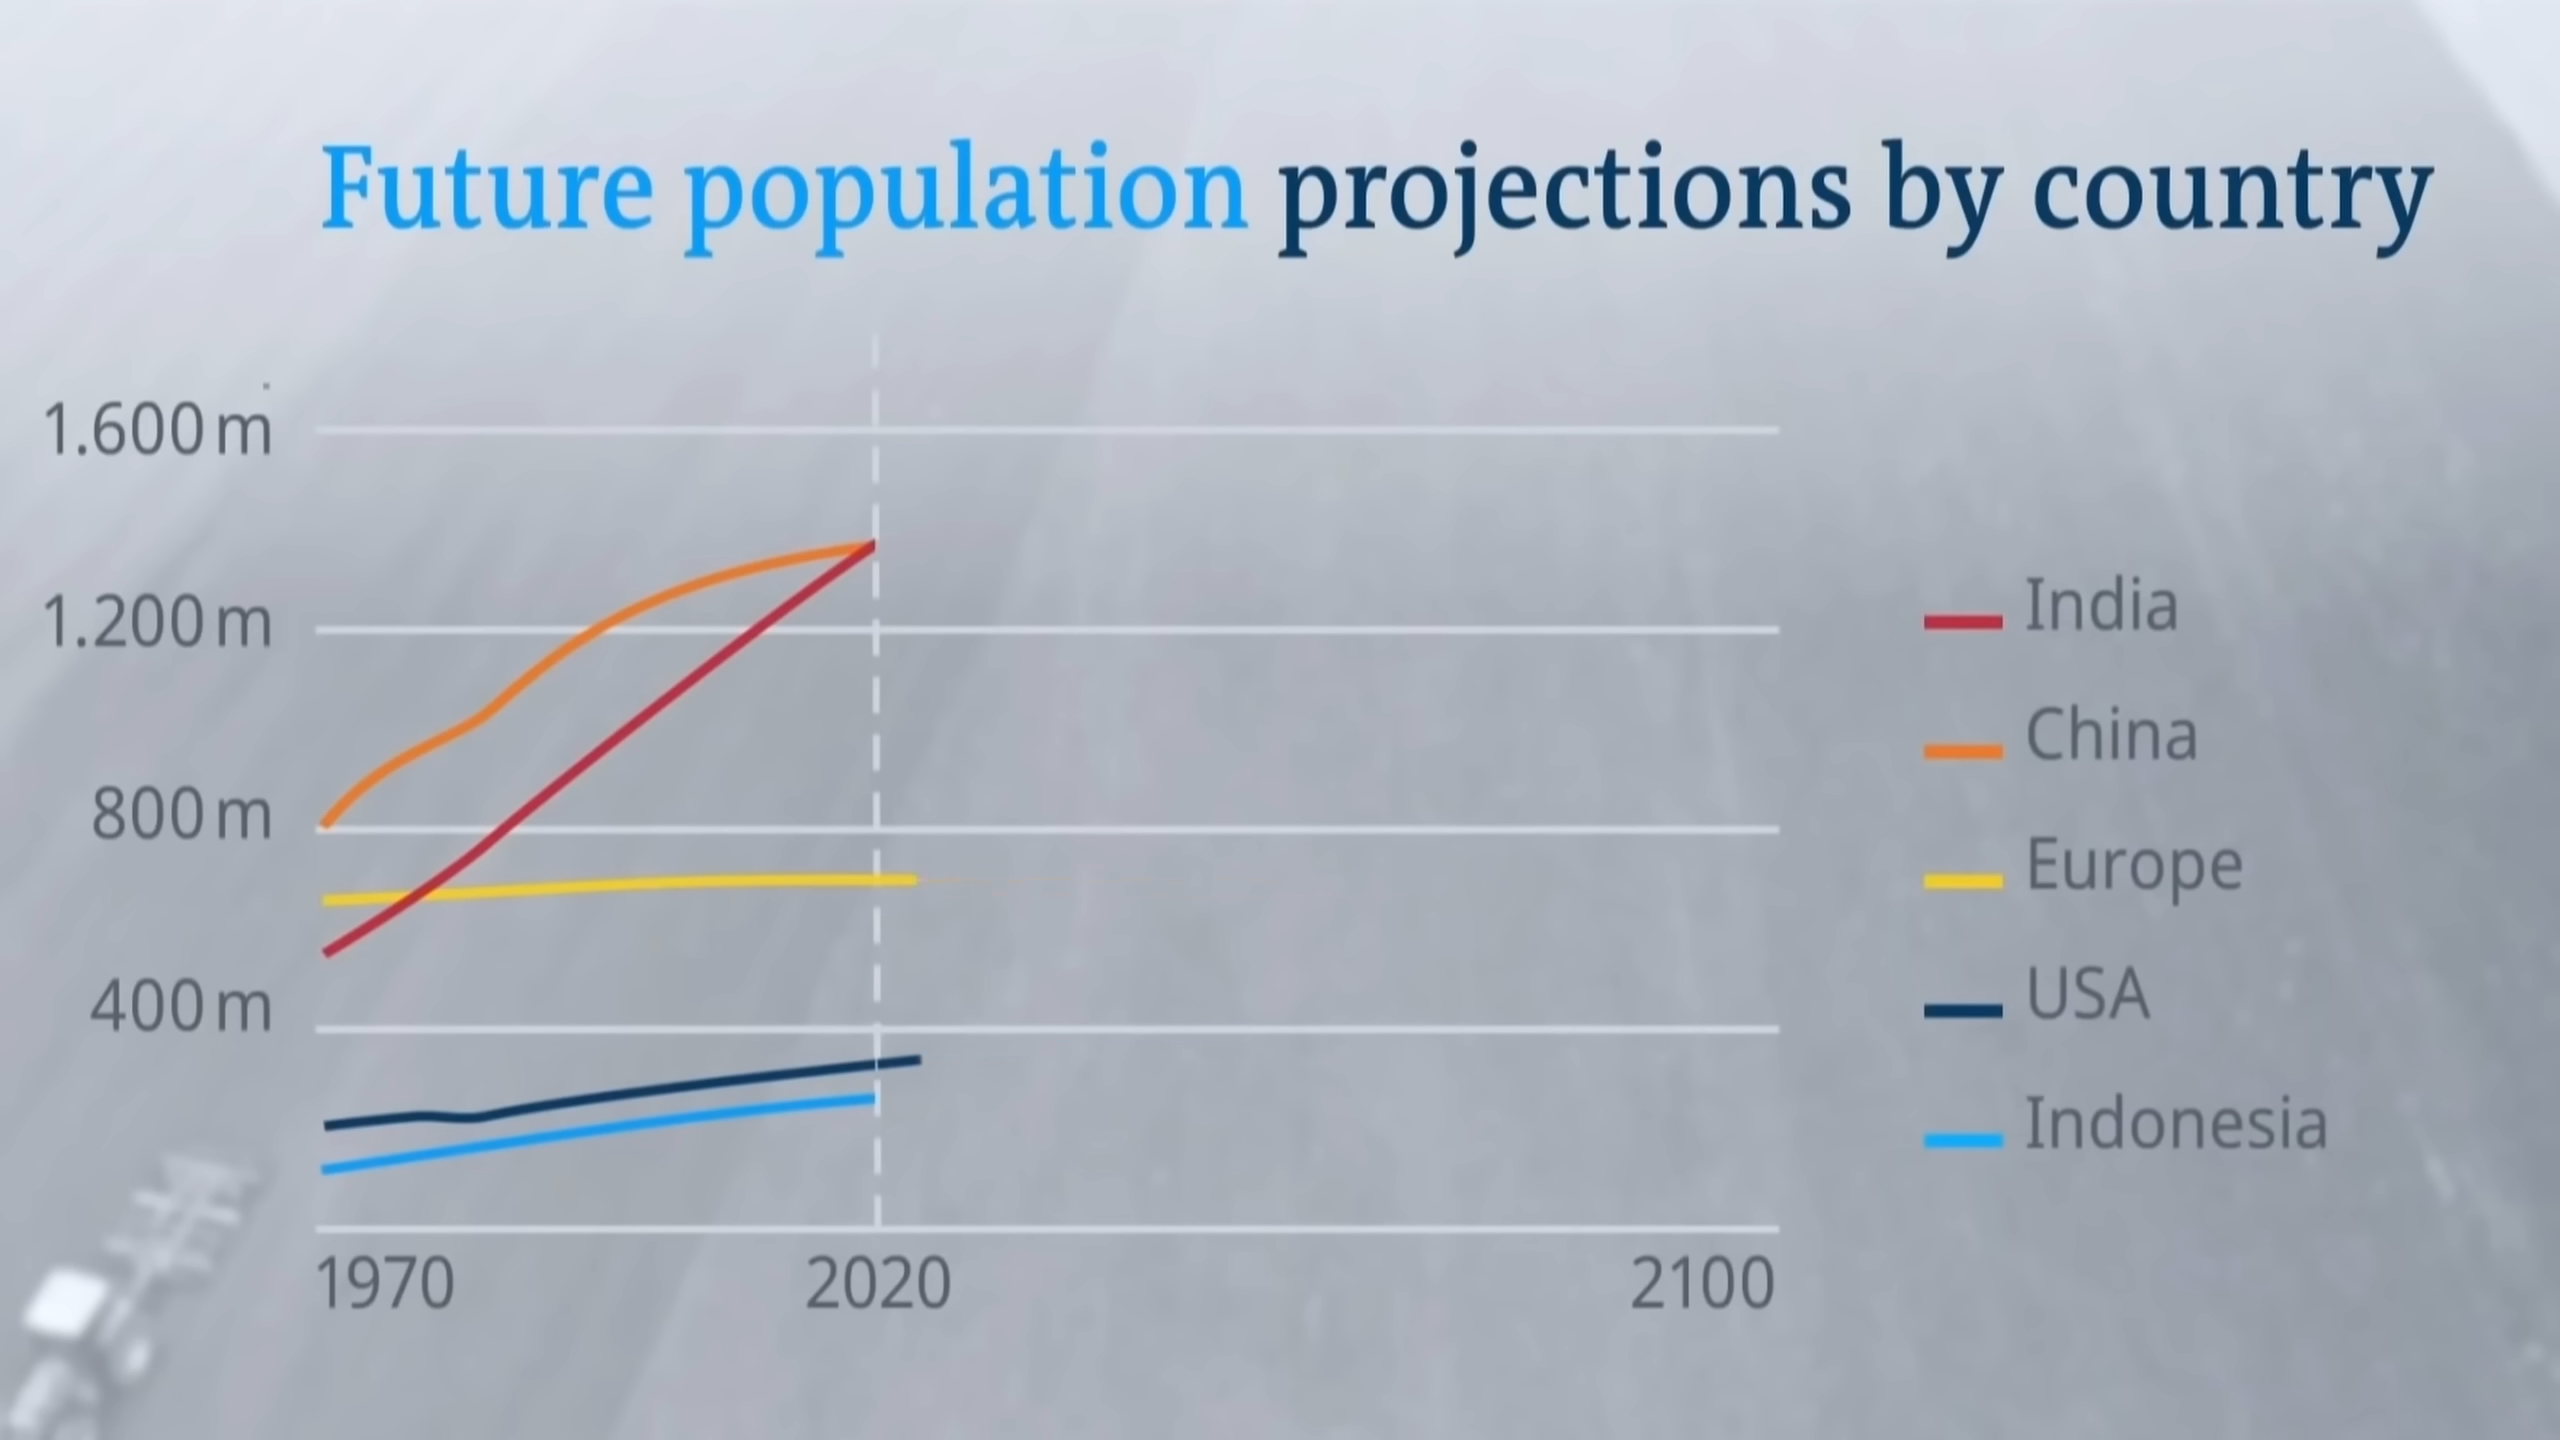 Future population projections by country
1.600 m
1.200 m
800 m
400 m
1970
2020
2100
India
China
Europe
USA
Indonesia